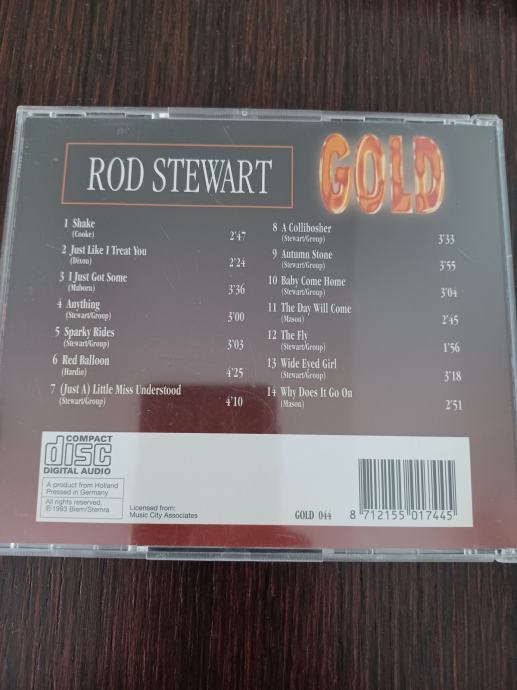 ROD STEWART
GOLD
1 Shake
(Cooke)
2'47
2 Just Like I Treat You
(Dixon)
2'24
3 I Just Got Some
(Maborn)
3'36
4 Anything
(Stewart/Group)
3'00
5 Sparky Rides
(Stewart/Group)
3'03
6 Red Balloon
(Hardin)
4'25
7 (Just A) Little Miss Understood
(Stewart/Group)
4'10
8 A Collibosher
(Stewart/Group)
3'33
9 Autumn Stone
(Stewart/Group)
3'55
10 Baby Come Home
(Stewart/Group)
3'04
11 The Day Will Come
(Mason)
2'45
12 The Fly
(Stewart/Group)
1'56
13 Wide Eyed Girl
(Stewart/Group)
3'18
14 Why Does It Go On
(Mason)
2'51
COMPACT
disc
DIGITAL AUDIO
A product from Holland
Pressed in Germany
All rights reserved.
℗©1993 Biem/Stemra
Licensed from:
Music City Associates
GOLD 044
8 712155 017445